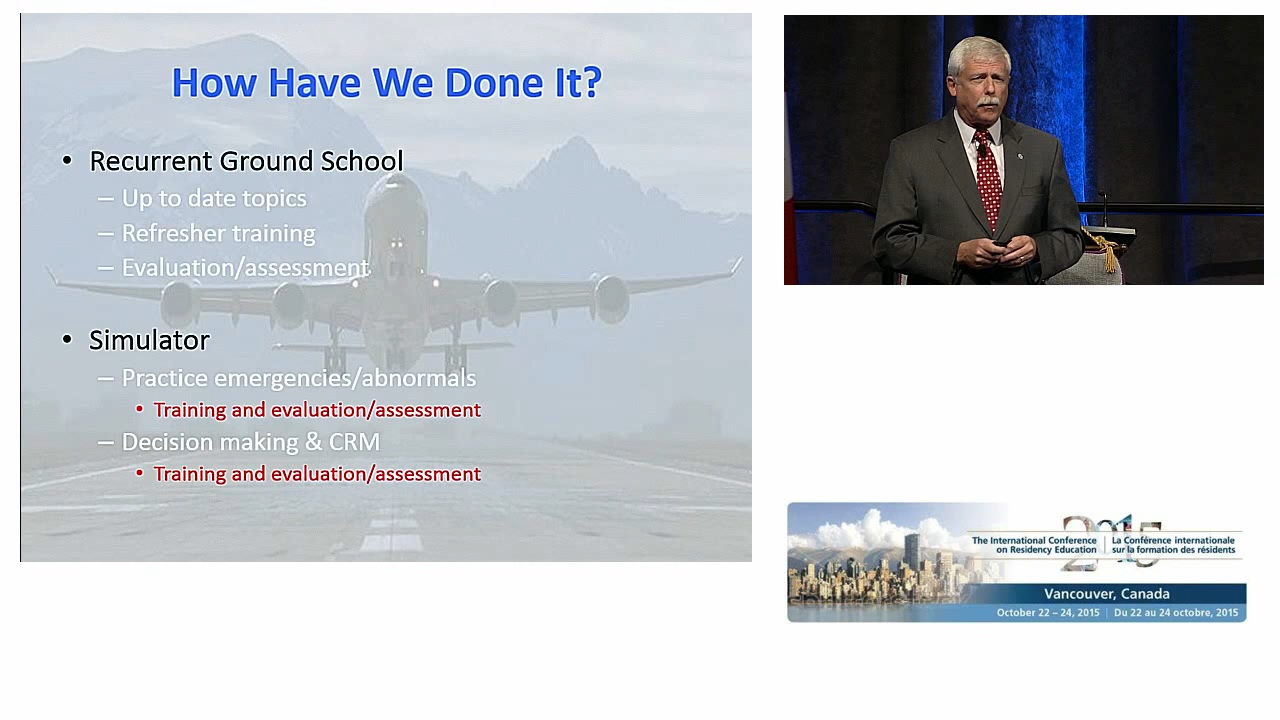 How Have We Done It?
• Recurrent Ground School
– Up to date topics
– Refresher training
– Evaluation/assessment
• Simulator
– Practice emergencies/abnormals
• Training and evaluation/assessment
– Decision making & CRM
• Training and evaluation/assessment
2015
The International Conference
on Residency Education
La Conférence internationale
sur la formation des résidents
Vancouver, Canada
October 22 – 24, 2015 | Du 22 au 24 octobre, 2015